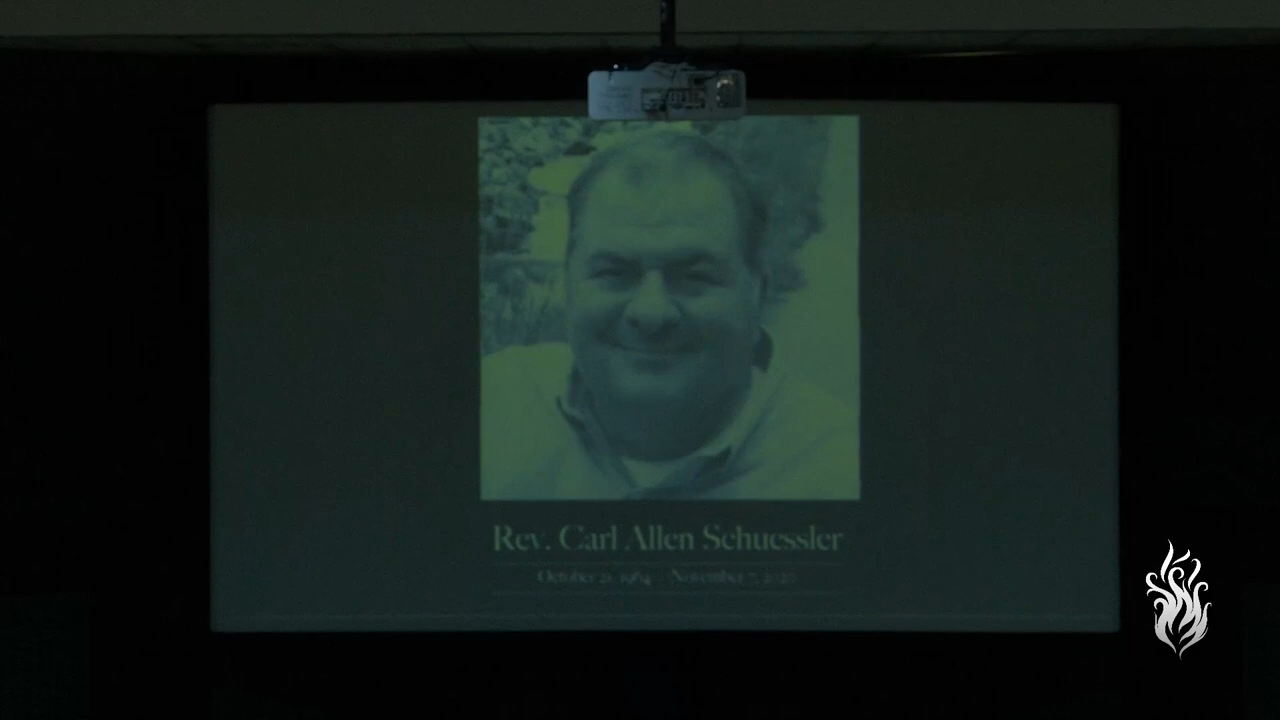 Rev. Carl Allen Schuessler
October 21, 1964 - November 7, 2020